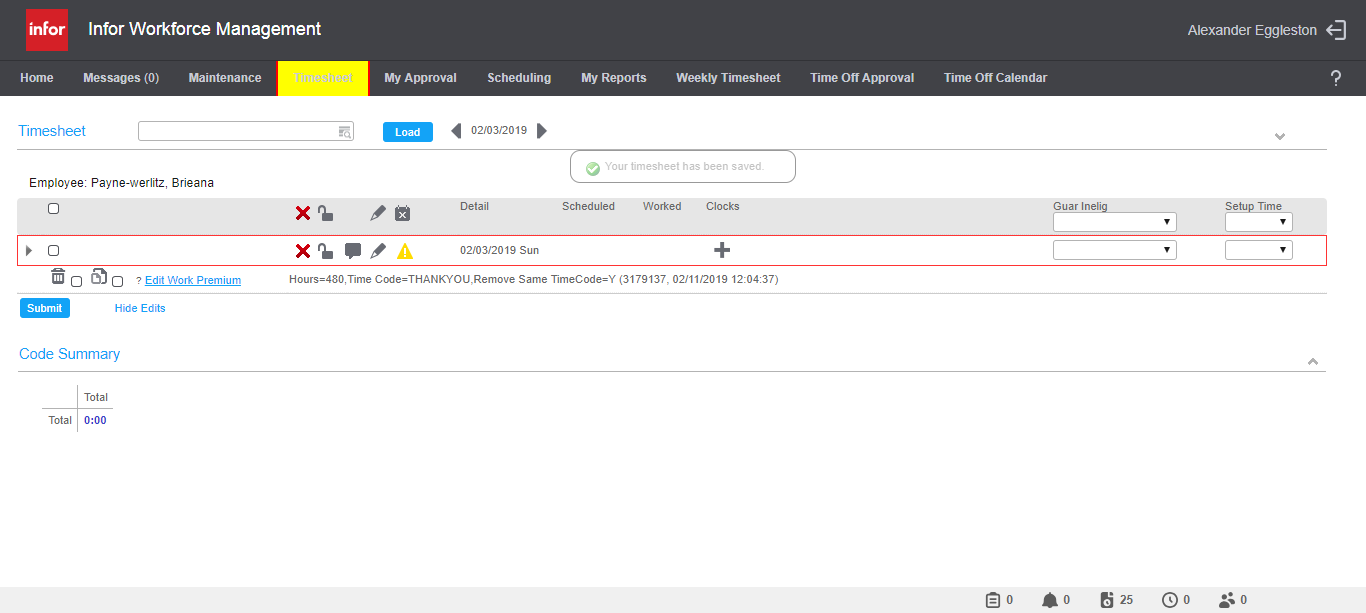 infor Infor Workforce Management Alexander Eggleston
Home Messages (0) Maintenance Timesheet My Approval Scheduling My Reports Weekly Timesheet Time Off Approval Time Off Calendar ?
Timesheet Load 02/03/2019
Your timesheet has been saved.
Employee: Payne-werlitz, Brieana
Detail Scheduled Worked Clocks Guar Inelig Setup Time
02/03/2019 Sun
? Edit Work Premium Hours=480,Time Code=THANKYOU,Remove Same TimeCode=Y (3179137, 02/11/2019 12:04:37)
Submit Hide Edits
Code Summary
Total
Total 0:00
0 0 25 0 0